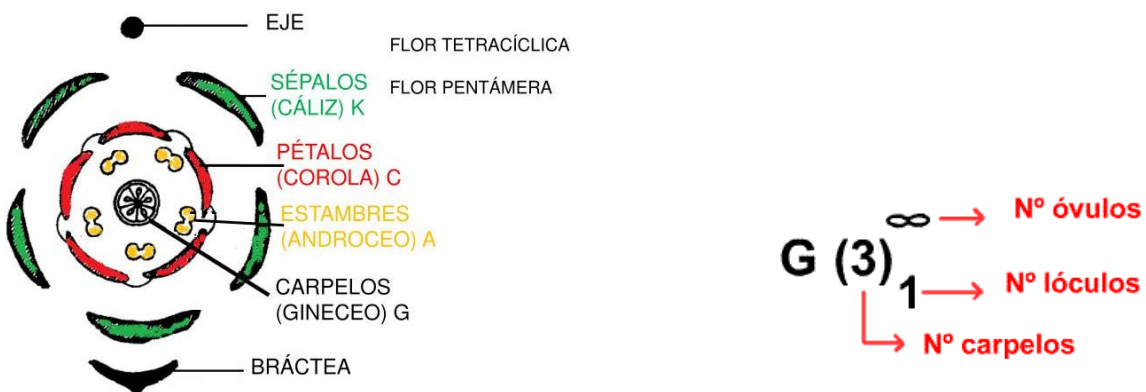 EJE
FLOR TETRACÍCLICA
SÉPALOS
(CÁLIZ) K
FLOR PENTÁMERA
PÉTALOS
(COROLA) C
ESTAMBRES
(ANDROCEO) A
CARPELOS
(GINECEO) G
BRÁCTEA
G (3) ∞ 1
Nº óvulos
Nº lóculos
Nº carpelos